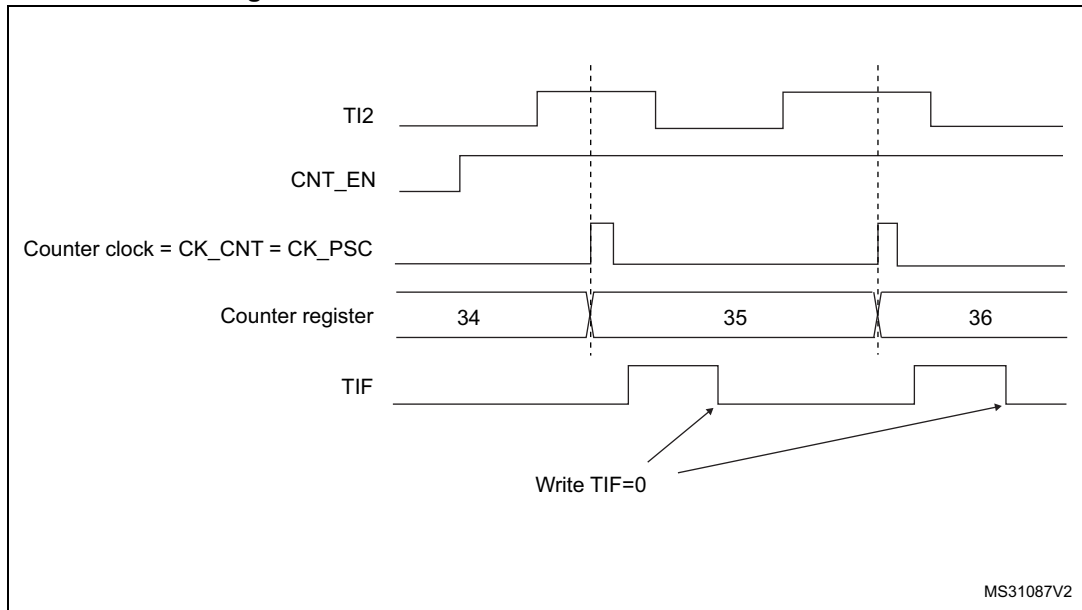 TI2
CNT_EN
Counter clock = CK_CNT = CK_PSC
Counter register 34 35 36
TIF
Write TIF=0
MS31087V2